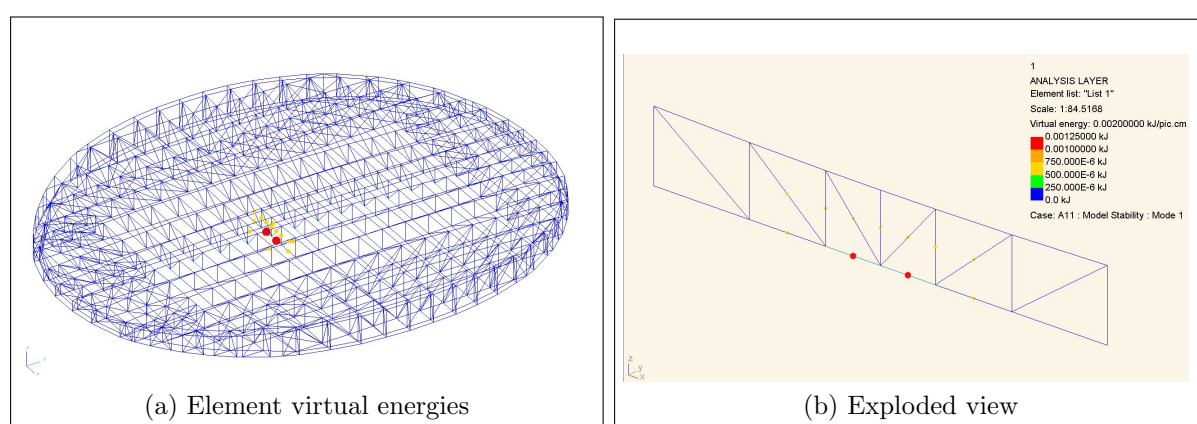 1
ANALYSIS LAYER
Element list: "List 1"
Scale: 1:84.5168
Virtual energy: 0.00200000 kJ/pic.cm
0.00125000 kJ
0.00100000 kJ
750.000E-6 kJ
500.000E-6 kJ
250.000E-6 kJ
0.0 kJ
Case: A11 : Model Stability : Mode 1
z
y
x
(a) Element virtual energies
(b) Exploded view